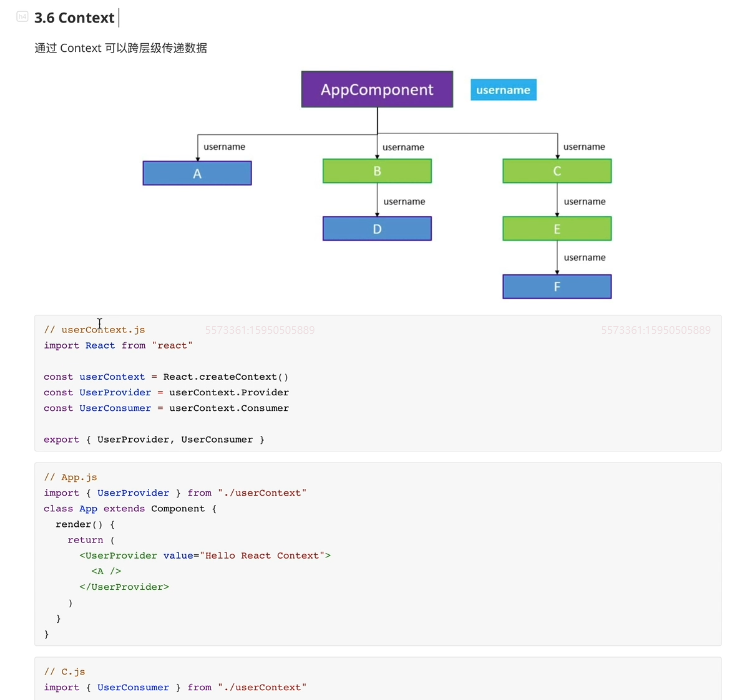 3.6 Context
通过 Context 可以跨层级传递数据
AppComponent
username
username
username
username
A
B
C
username
username
D
E
username
F
// userContext.js
5573361:15950505889
5573361:15950505889
import React from "react"
const userContext = React.createContext()
const UserProvider = userContext.Provider
const UserConsumer = userContext.Consumer
export { UserProvider, UserConsumer }
// App.js
import { UserProvider } from "./userContext"
class App extends Component {
render() {
return (
<UserProvider value="Hello React Context">
<A />
</UserProvider>
)
}
}
// C.js
import { UserConsumer } from "./userContext"